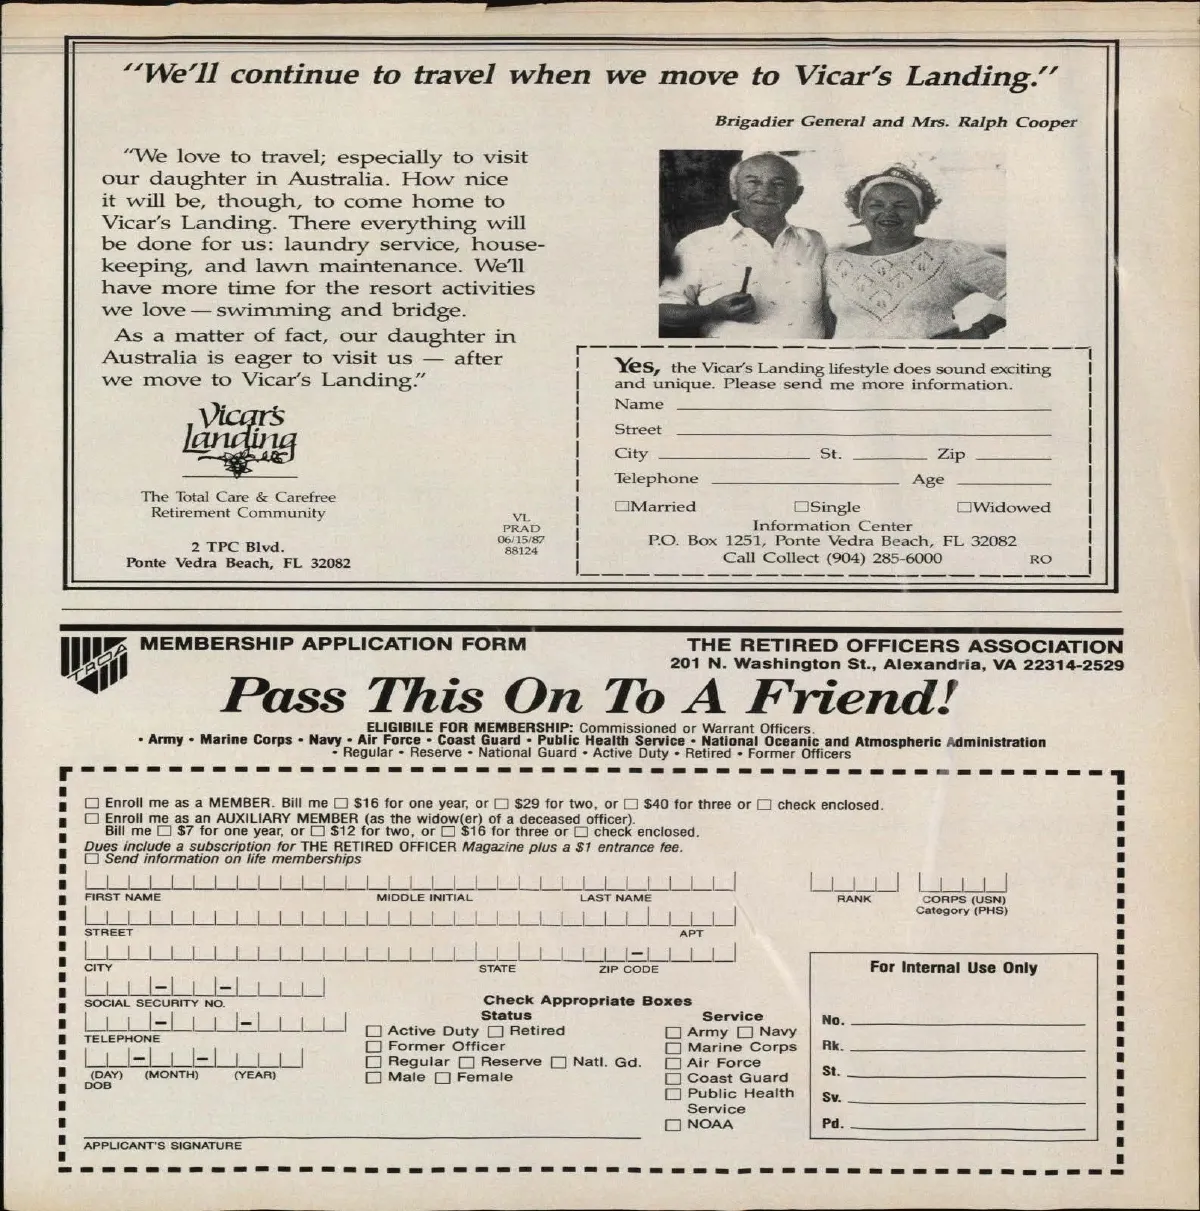 "We'll continue to travel when we move to Vicar's Landing."
Brigadier General and Mrs. Ralph Cooper
"We love to travel; especially to visit
our daughter in Australia. How nice
it will be, though, to come home to
Vicar's Landing. There everything will
be done for us: laundry service, house-
keeping, and lawn maintenance. We'll
have more time for the resort activities
we love — swimming and bridge.
As a matter of fact, our daughter in
Australia is eager to visit us — after
we move to Vicar's Landing."
Vicar's
Landing
The Total Care & Carefree
Retirement Community
2 TPC Blvd.
Ponte Vedra Beach, FL 32082
VL
PRAD
06/15/87
88124
Yes, the Vicar's Landing lifestyle does sound exciting
and unique. Please send me more information.
Name
Street
City St. Zip
Telephone Age
☐Married ☐Single ☐Widowed
Information Center
P.O. Box 1251, Ponte Vedra Beach, FL 32082
Call Collect (904) 285-6000 RO
TROA
MEMBERSHIP APPLICATION FORM THE RETIRED OFFICERS ASSOCIATION
201 N. Washington St., Alexandria, VA 22314-2529
Pass This On To A Friend!
ELIGIBILE FOR MEMBERSHIP: Commissioned or Warrant Officers.
• Army • Marine Corps • Navy • Air Force • Coast Guard • Public Health Service • National Oceanic and Atmospheric Administration
• Regular • Reserve • National Guard • Active Duty • Retired • Former Officers
☐ Enroll me as a MEMBER. Bill me ☐ $16 for one year, or ☐ $29 for two, or ☐ $40 for three or ☐ check enclosed.
☐ Enroll me as an AUXILIARY MEMBER (as the widow(er) of a deceased officer).
Bill me ☐ $7 for one year, or ☐ $12 for two, or ☐ $16 for three or ☐ check enclosed.
Dues include a subscription for THE RETIRED OFFICER Magazine plus a $1 entrance fee.
☐ Send information on life memberships
FIRST NAME MIDDLE INITIAL LAST NAME RANK CORPS (USN)
Category (PHS)
STREET APT
CITY STATE ZIP CODE
SOCIAL SECURITY NO.
TELEPHONE
(DAY) (MONTH) (YEAR)
DOB
Check Appropriate Boxes
Status
☐ Active Duty ☐ Retired
☐ Former Officer
☐ Regular ☐ Reserve ☐ Natl. Gd.
☐ Male ☐ Female
Service
☐ Army ☐ Navy
☐ Marine Corps
☐ Air Force
☐ Coast Guard
☐ Public Health
Service
☐ NOAA
For Internal Use Only
No.
Rk.
St.
Sv.
Pd.
APPLICANT'S SIGNATURE